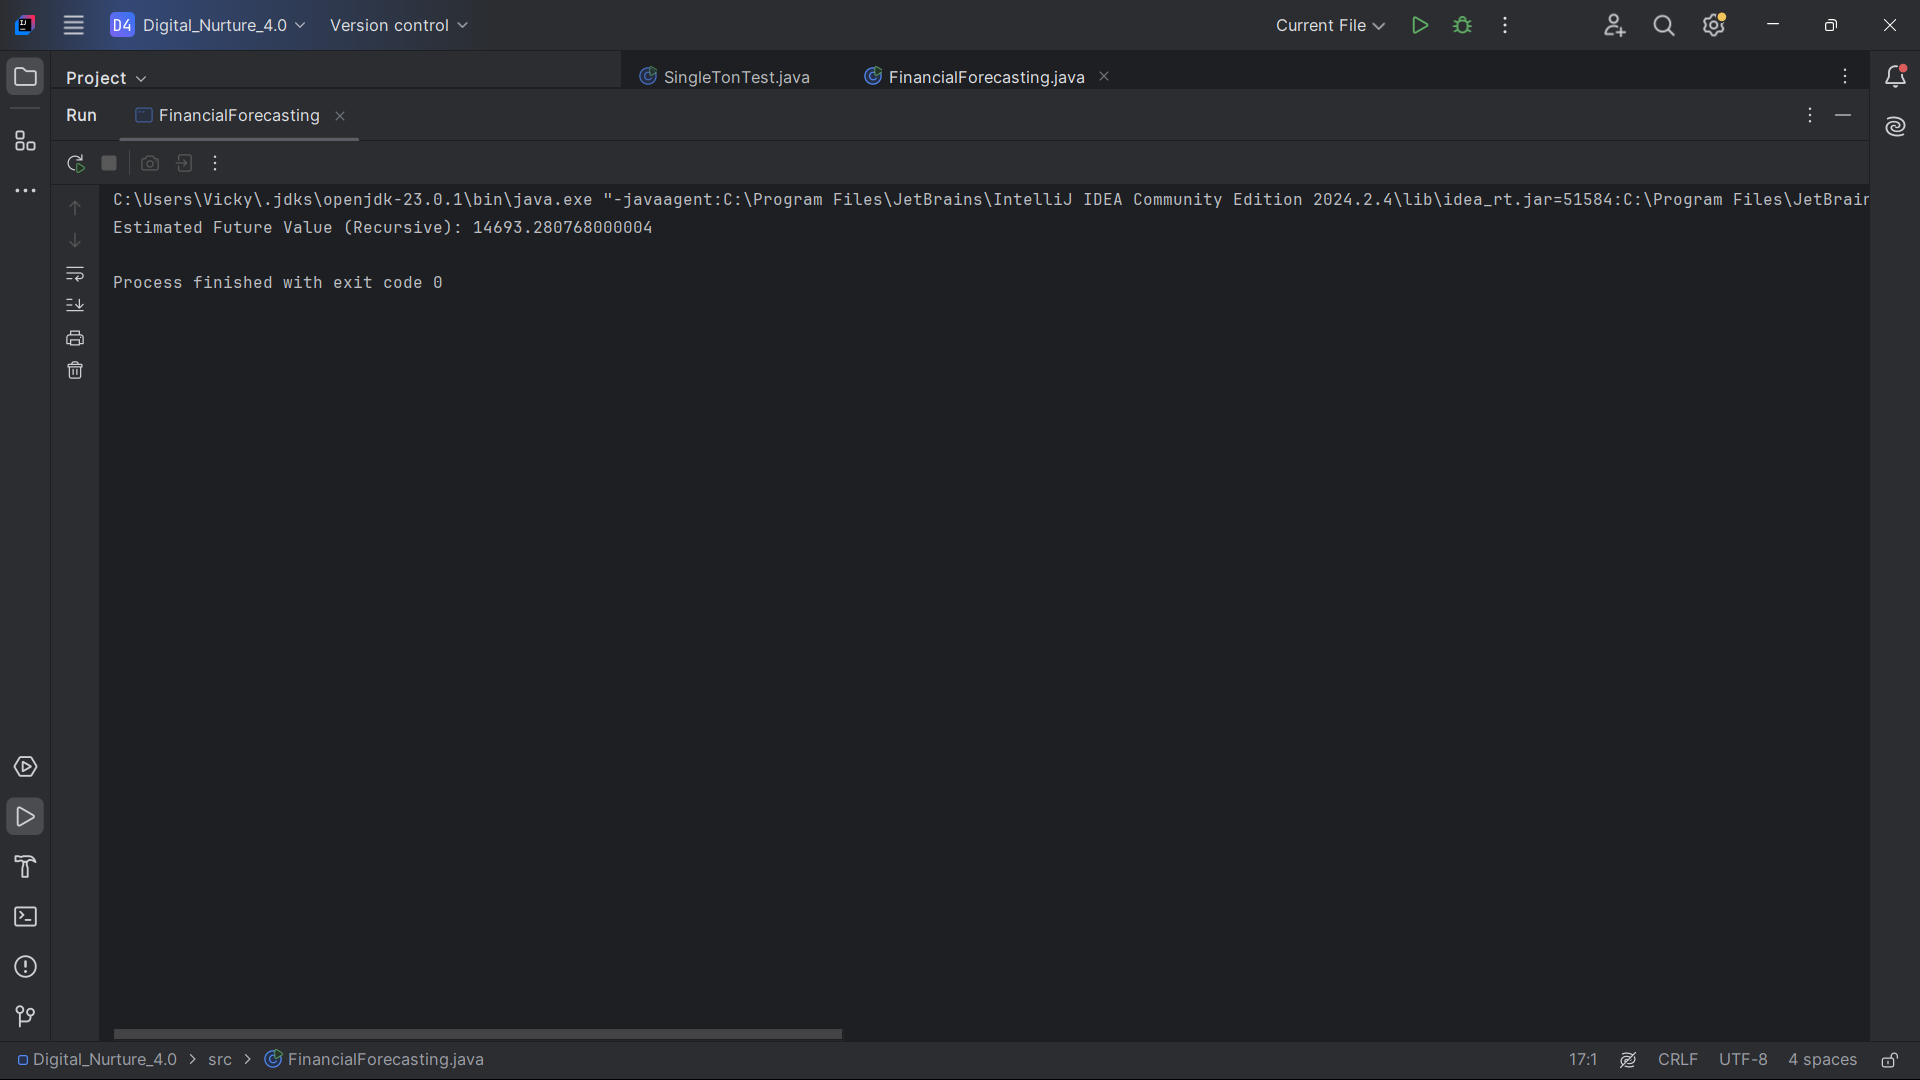 D4 Digital_Nurture_4.0 Version control Current File
Project SingleTonTest.java FinancialForecasting.java
Run FinancialForecasting
C:\Users\Vicky\.jdks\openjdk-23.0.1\bin\java.exe "-javaagent:C:\Program Files\JetBrains\IntelliJ IDEA Community Edition 2024.2.4\lib\idea_rt.jar=51584:C:\Program Files\JetBrain
Estimated Future Value (Recursive): 14693.280768000004
Process finished with exit code 0
Digital_Nurture_4.0 > src > FinancialForecasting.java 17:1 CRLF UTF-8 4 spaces